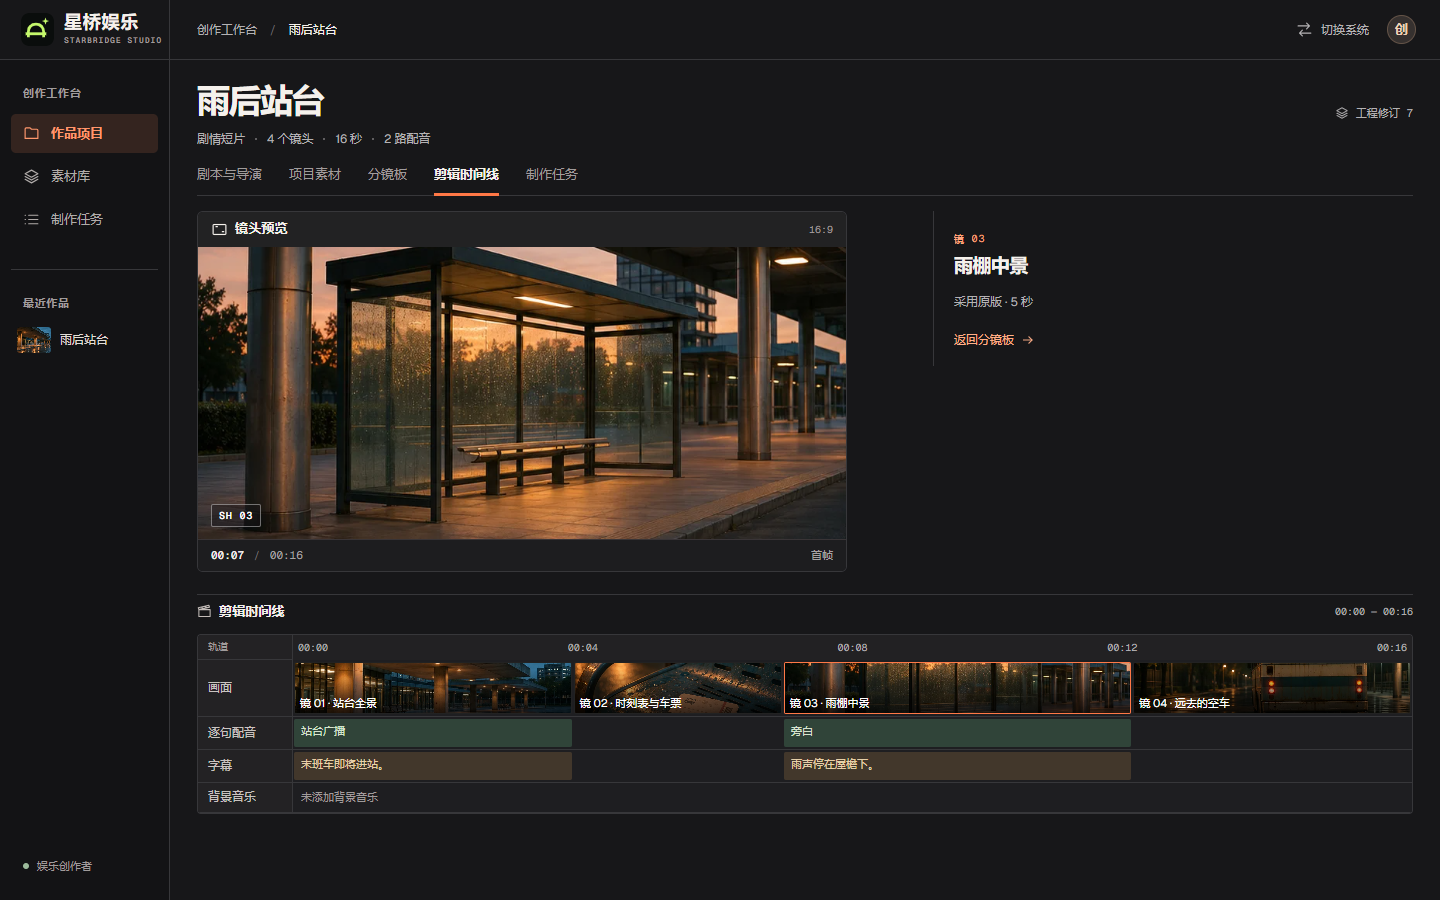 星桥娱乐
STARBRIDGE STUDIO
创作工作台 / 雨后站台
切换系统
创
创作工作台
作品项目
素材库
制作任务
最近作品
雨后站台
娱乐创作者
雨后站台
剧情短片 · 4 个镜头 · 16 秒 · 2 路配音
工程修订 7
剧本与导演
项目素材
分镜板
剪辑时间线
制作任务
镜头预览
16:9
SH 03
00:07 / 00:16
首帧
镜 03
雨棚中景
采用原版 · 5 秒
返回分镜板 →
剪辑时间线
00:00 — 00:16
轨道
00:00
00:04
00:08
00:12
00:16
画面
镜 01 · 站台全景
镜 02 · 时刻表与车票
镜 03 · 雨棚中景
镜 04 · 远去的空车
逐句配音
站台广播
旁白
字幕
末班车即将进站。
雨声停在屋檐下。
背景音乐
未添加背景音乐